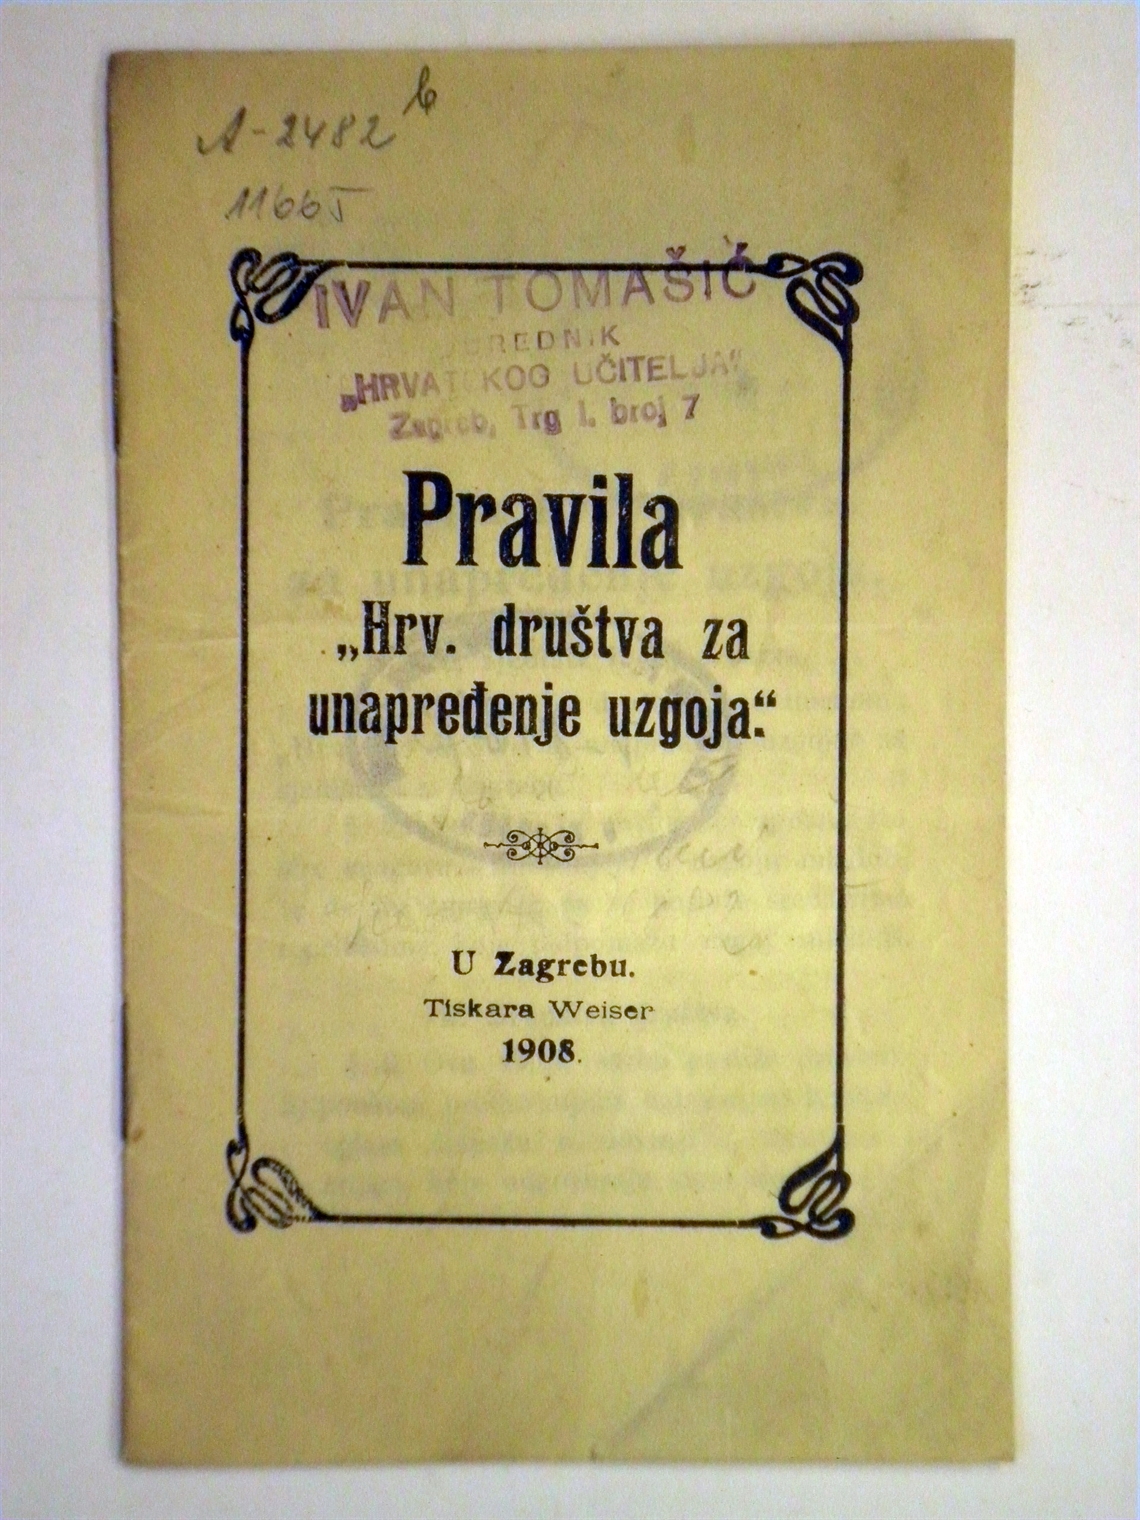 A-2482 b
1166 I
IVAN TOMAŠIĆ
UREDNIK
„HRVATSKOG UČITELJA“
Zagreb, Trg I. broj 7
Pravila
„Hrv. društva za
unapređenje uzgoja.“
U Zagrebu.
Tiskara Weiser
1908.